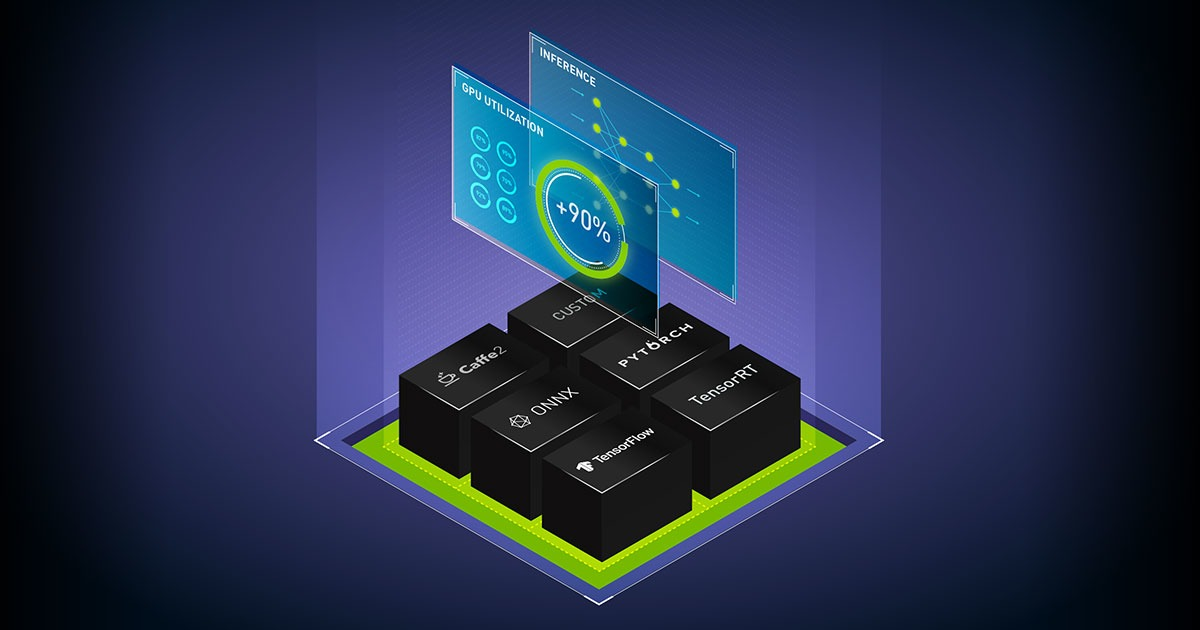 INFERENCE
GPU UTILIZATION
+90%
CUSTOM
PYTORCH
TensorRT
Caffe2
ONNX
TensorFlow